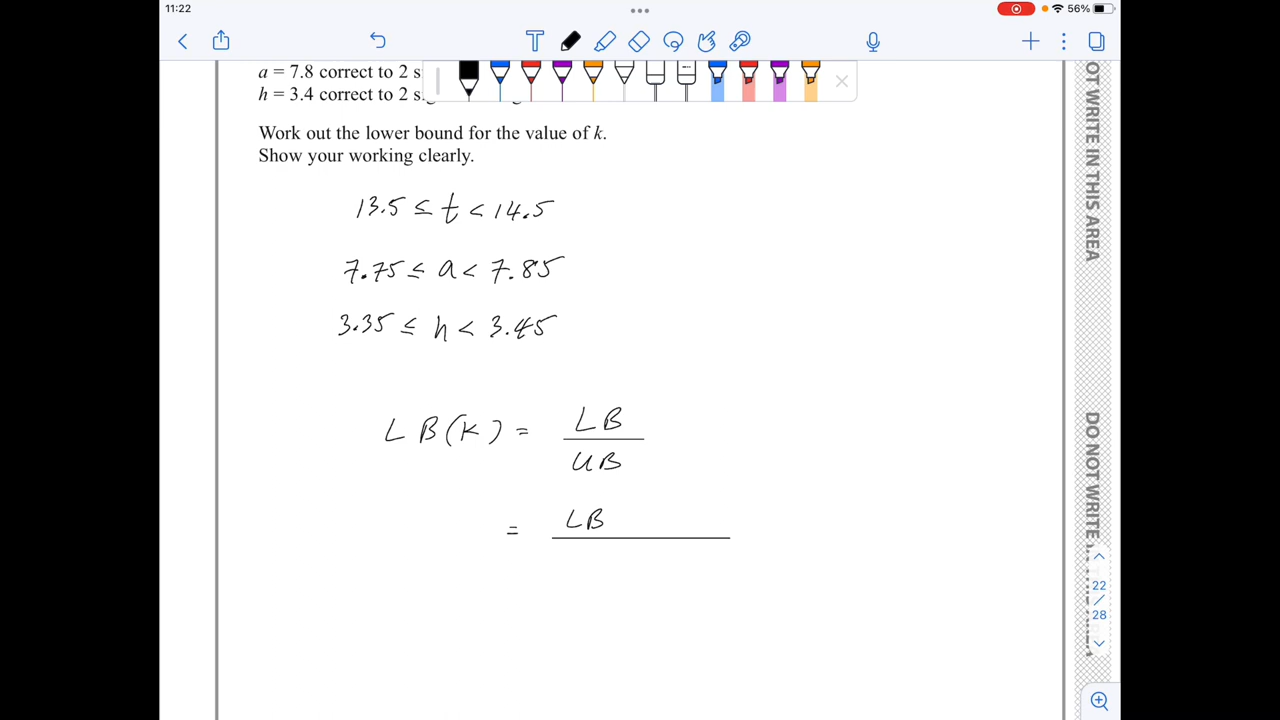 11:22
56%
a = 7.8 correct to 2 s
h = 3.4 correct to 2 s
Work out the lower bound for the value of k.
Show your working clearly.
13.5 ≤ t < 14.5
7.75 ≤ a < 7.85
3.35 ≤ h < 3.45
LB(K) = LB
UB
= LB
OT WRITE IN THIS AREA
DO NOT WRITE
22
/
28